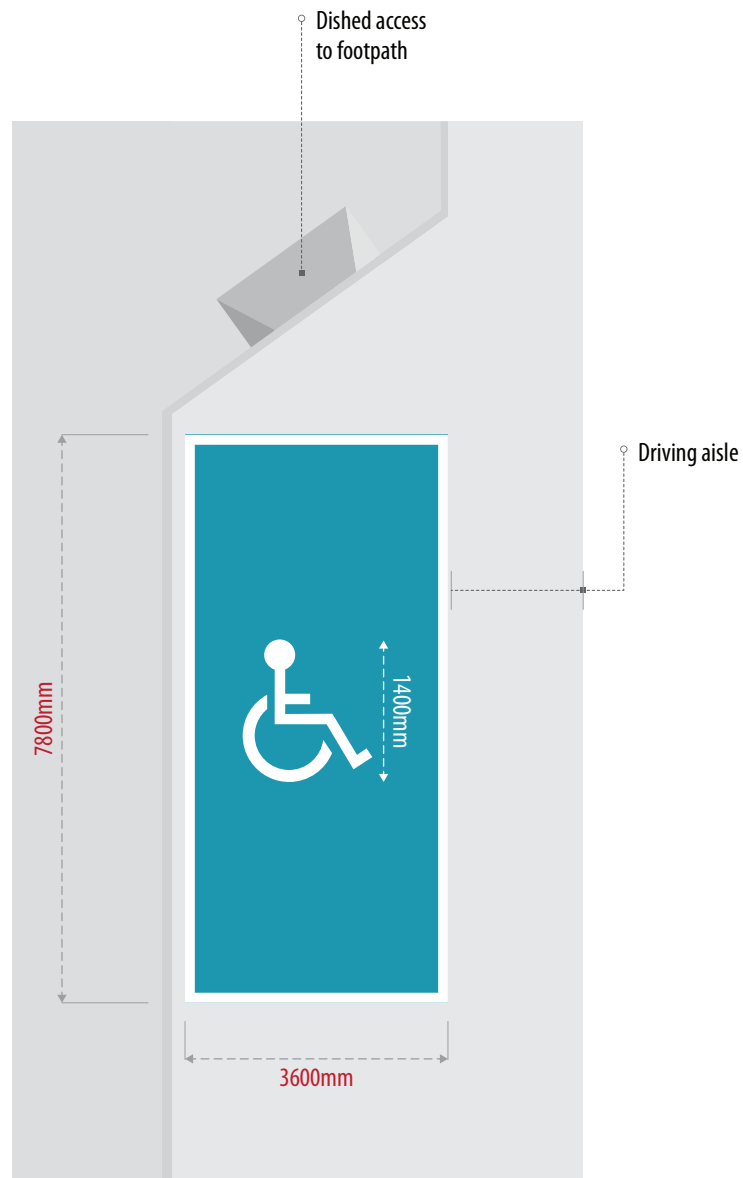 Dished access
to footpath
Driving aisle
1400mm
7800mm
3600mm